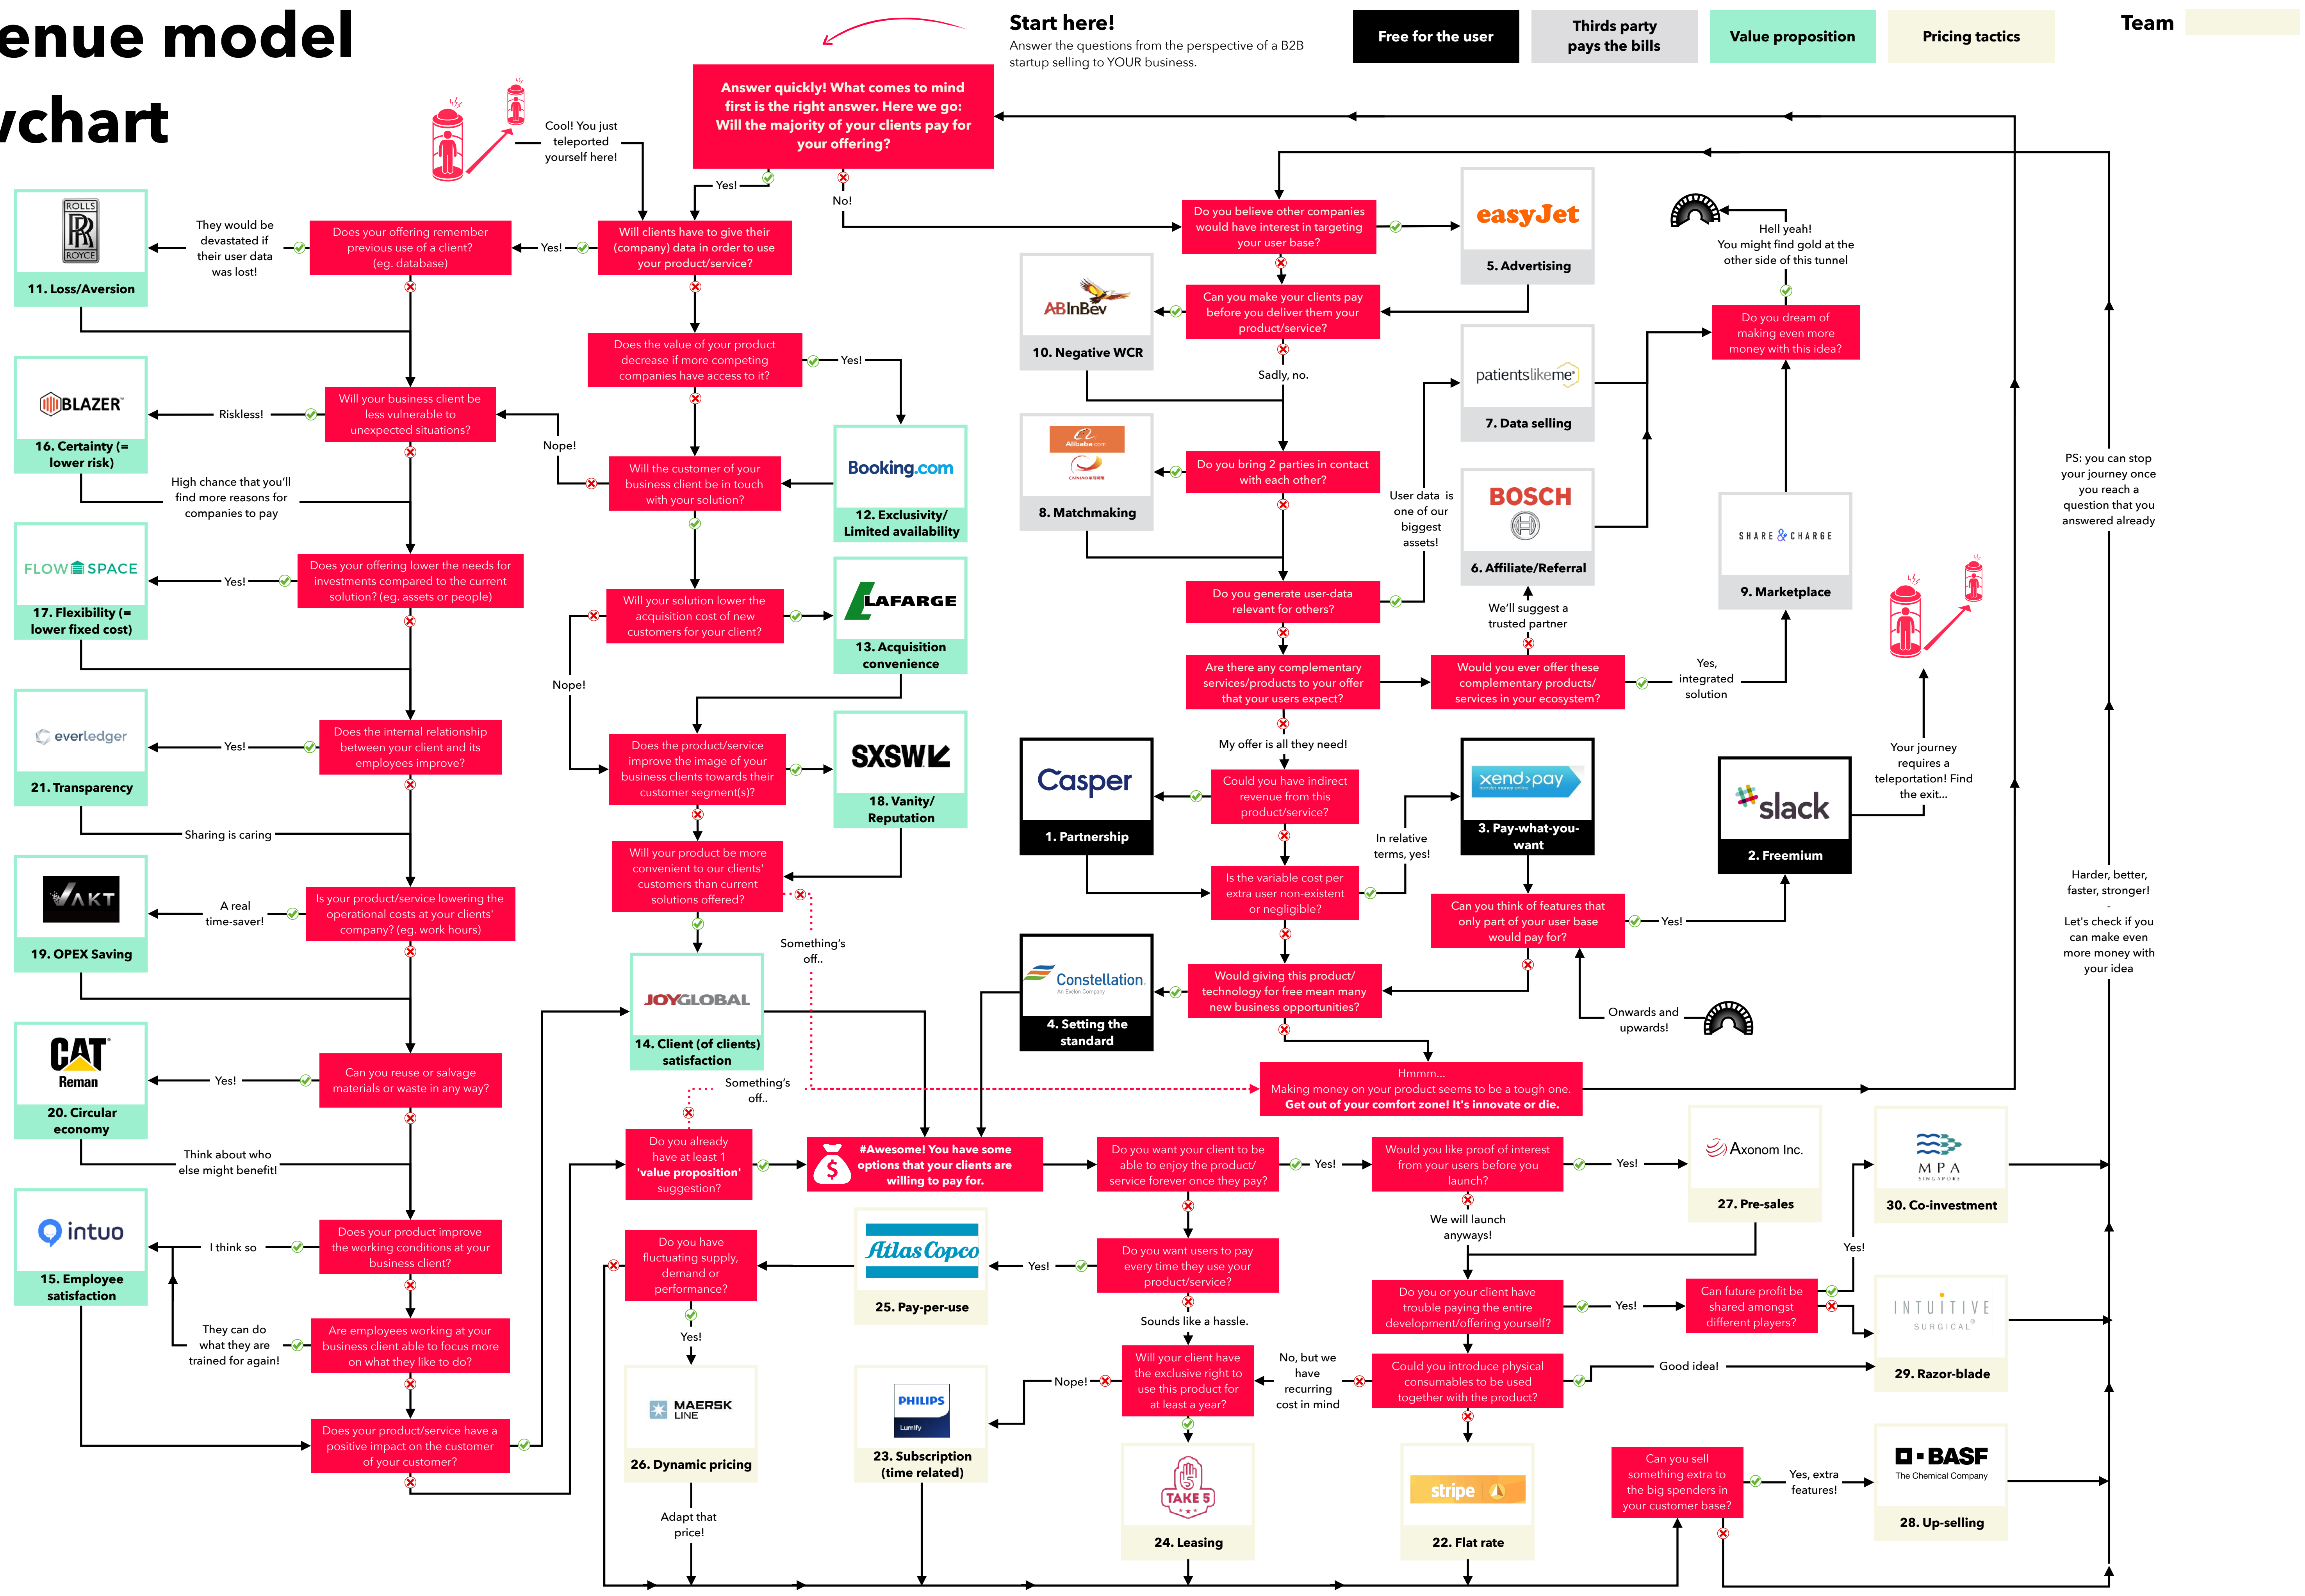 enue model
vchart
Start here!
Answer the questions from the perspective of a B2B
startup selling to YOUR business.
Free for the user
Thirds party
pays the bills
Value proposition
Pricing tactics
Team
Answer quickly! What comes to mind
first is the right answer. Here we go:
Will the majority of your clients pay for
your offering?
Cool! You just
teleported
yourself here!
Yes!
No!
ROLLS
RR
ROYCE
11. Loss/Aversion
They would be
devastated if
their user data
was lost!
Does your offering remember
previous use of a client?
(eg. database)
Yes!
Will clients have to give their
(company) data in order to use
your product/service?
Does the value of your product
decrease if more competing
companies have access to it?
Yes!
BLAZER™
16. Certainty (=
lower risk)
Riskless!
Will your business client be
less vulnerable to
unexpected situations?
Nope!
Will the customer of your
business client be in touch
with your solution?
Booking.com
12. Exclusivity/
Limited availability
High chance that you'll
find more reasons for
companies to pay
FLOW SPACE
17. Flexibility (=
lower fixed cost)
Yes!
Does your offering lower the needs for
investments compared to the current
solution? (eg. assets or people)
Will your solution lower the
acquisition cost of new
customers for your client?
LAFARGE
13. Acquisition
convenience
Nope!
everledger
21. Transparency
Yes!
Does the internal relationship
between your client and its
employees improve?
Does the product/service
improve the image of your
business clients towards their
customer segment(s)?
SXSW
18. Vanity/
Reputation
Sharing is caring
VAKT
19. OPEX Saving
A real
time-saver!
Is your product/service lowering the
operational costs at your clients'
company? (eg. work hours)
Will your product be more
convenient to our clients'
customers than current
solutions offered?
Something's
off..
JOYGLOBAL
14. Client (of clients)
satisfaction
CAT®
Reman
20. Circular
economy
Yes!
Can you reuse or salvage
materials or waste in any way?
Think about who
else might benefit!
intuo
15. Employee
satisfaction
I think so
Does your product improve
the working conditions at your
business client?
They can do
what they are
trained for again!
Are employees working at your
business client able to focus more
on what they like to do?
Does your product/service have a
positive impact on the customer
of your customer?
Do you believe other companies
would have interest in targeting
your user base?
easyJet
5. Advertising
Hell yeah!
You might find gold at the
other side of this tunnel
ABInBev
10. Negative WCR
Can you make your clients pay
before you deliver them your
product/service?
Sadly, no.
patientslikeme®
7. Data selling
Do you dream of
making even more
money with this idea?
Alibaba.com
8. Matchmaking
Do you bring 2 parties in contact
with each other?
User data is
one of our
biggest
assets!
BOSCH
6. Affiliate/Referral
SHARE & CHARGE
9. Marketplace
Do you generate user-data
relevant for others?
We'll suggest a
trusted partner
Are there any complementary
services/products to your offer
that your users expect?
Would you ever offer these
complementary products/
services in your ecosystem?
Yes,
integrated
solution
My offer is all they need!
Casper
1. Partnership
Could you have indirect
revenue from this
product/service?
In relative
terms, yes!
xendpay
transfer money online
3. Pay-what-you-
want
slack
2. Freemium
Your journey
requires a
teleportation! Find
the exit...
Is the variable cost per
extra user non-existent
or negligible?
Can you think of features that
only part of your user base
would pay for?
Yes!
Constellation.
An Exelon Company
4. Setting the
standard
Would giving this product/
technology for free mean many
new business opportunities?
Onwards and
upwards!
Hmmm...
Making money on your product seems to be a tough one.
Get out of your comfort zone! It's innovate or die.
PS: you can stop
your journey once
you reach a
question that you
answered already
Harder, better,
faster, stronger!
-
Let's check if you
can make even
more money with
your idea
Something's
off..
Do you already
have at least 1
'value proposition'
suggestion?
$
#Awesome! You have some
options that your clients are
willing to pay for.
Do you want your client to be
able to enjoy the product/
service forever once they pay?
Yes!
Would you like proof of interest
from your users before you
launch?
Yes!
Axonom Inc.
27. Pre-sales
MPA
SINGAPORE
30. Co-investment
We will launch
anyways!
Do you have
fluctuating supply,
demand or
performance?
Atlas Copco
25. Pay-per-use
Yes!
Do you want users to pay
every time they use your
product/service?
Yes!
Do you or your client have
trouble paying the entire
development/offering yourself?
Yes!
Can future profit be
shared amongst
different players?
INTUITIVE
SURGICAL®
29. Razor-blade
Yes!
Sounds like a hassle.
MAERSK
LINE
26. Dynamic pricing
PHILIPS
Lumify
23. Subscription
(time related)
Nope!
Will your client have
the exclusive right to
use this product for
at least a year?
No, but we
have
recurring
cost in mind
Could you introduce physical
consumables to be used
together with the product?
Good idea!
Adapt that
price!
5
TAKE 5
24. Leasing
stripe
22. Flat rate
Can you sell
something extra to
the big spenders in
your customer base?
Yes, extra
features!
BASF
The Chemical Company
28. Up-selling